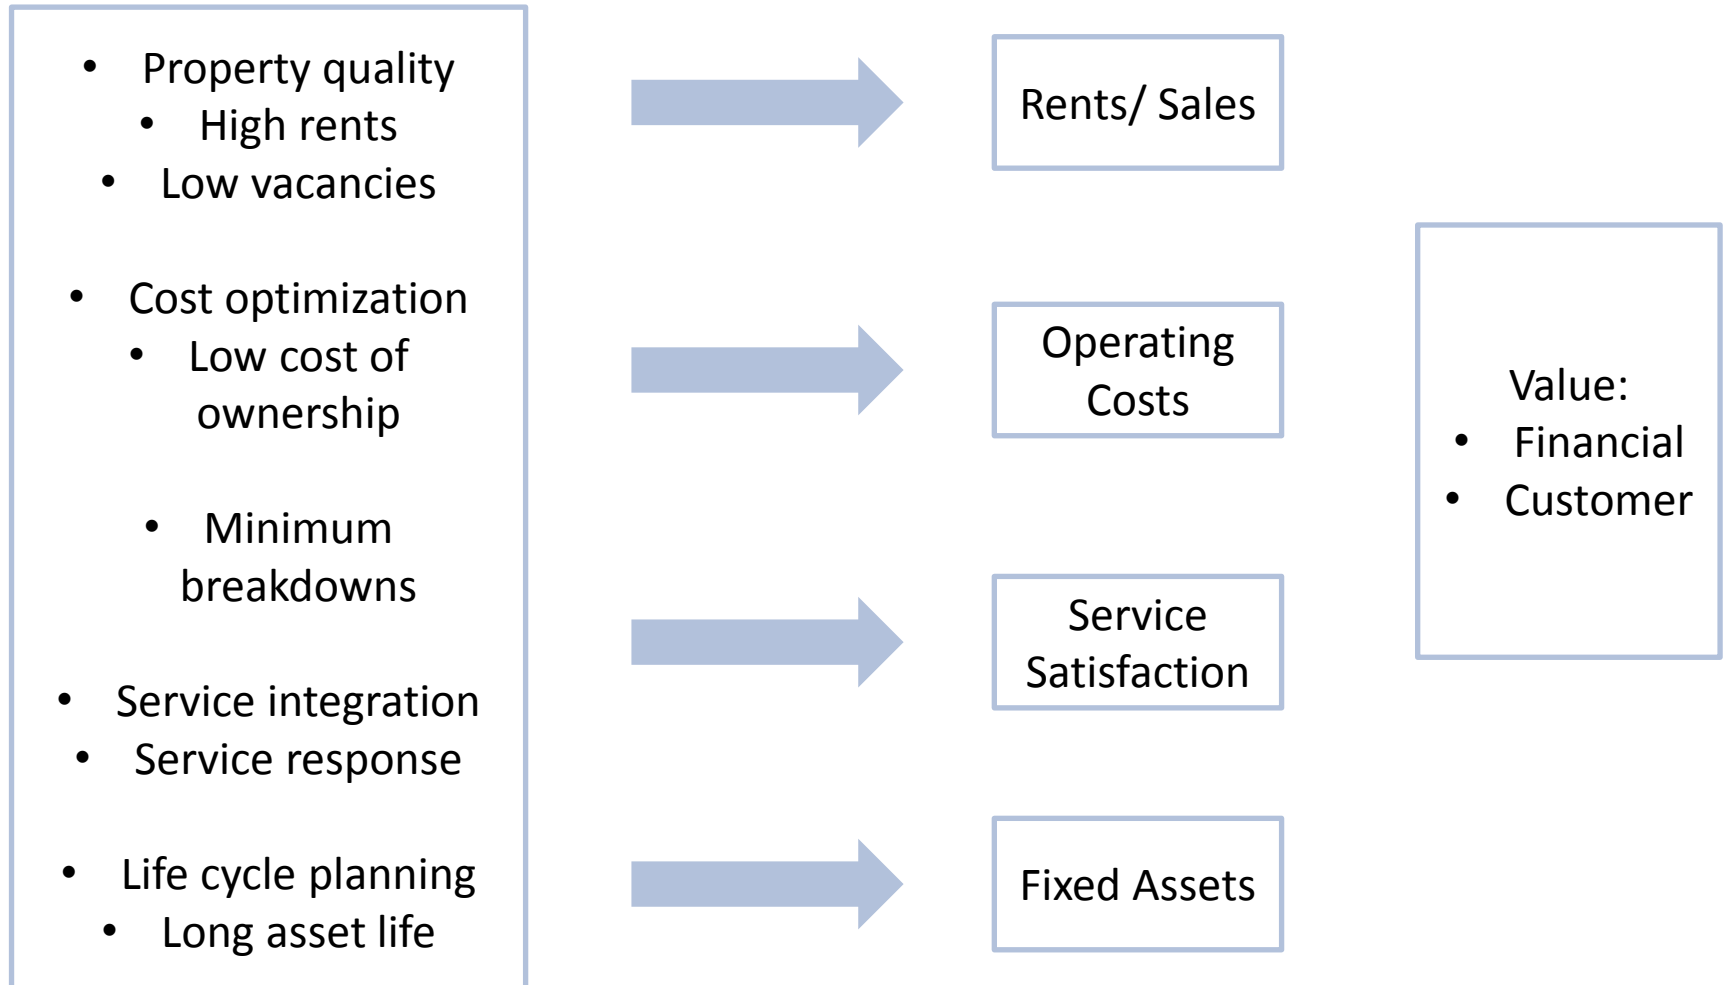 • Property quality
• High rents
• Low vacancies
• Cost optimization
• Low cost of
ownership
• Minimum
breakdowns
• Service integration
• Service response
• Life cycle planning
• Long asset life
Rents/ Sales
Operating
Costs
Service
Satisfaction
Fixed Assets
Value:
• Financial
• Customer